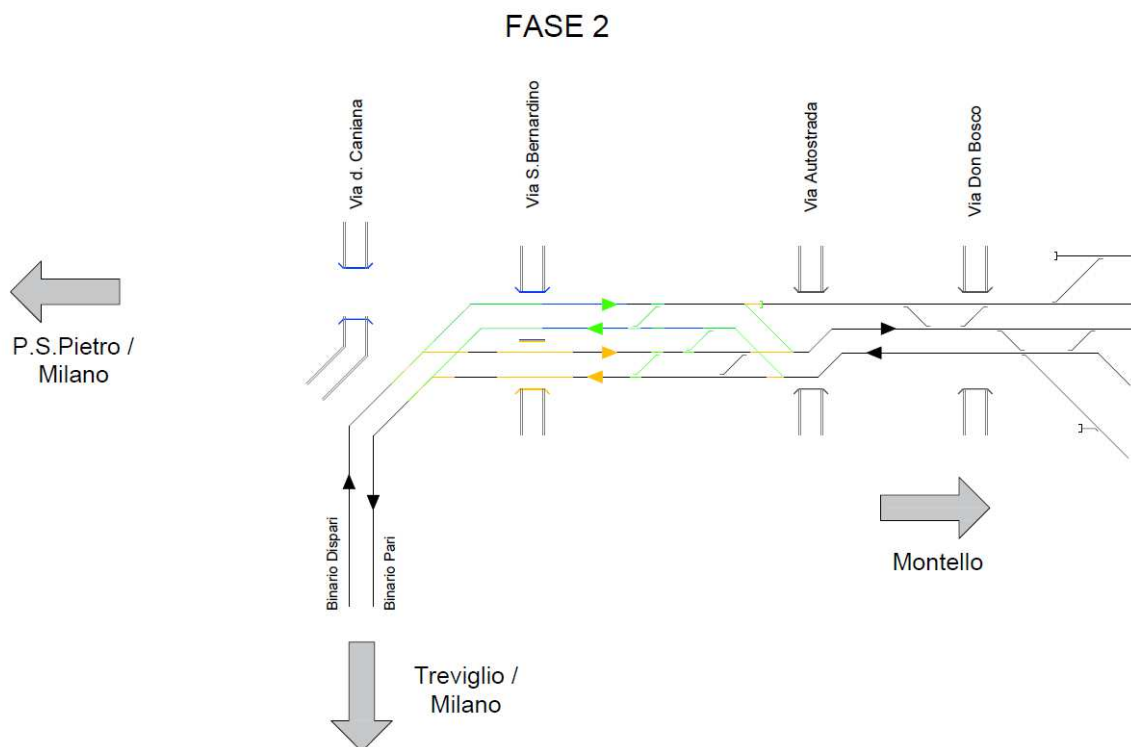 FASE 2
Via d. Caniana
Via S.Bernardino
Via Autostrada
Via Don Bosco
P.S.Pietro /
Milano
Binario Dispari
Binario Pari
Montello
Treviglio /
Milano